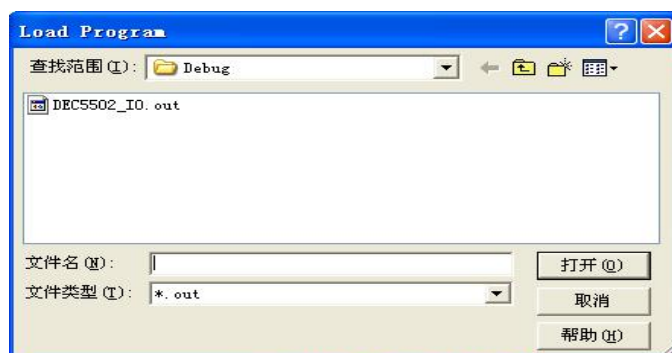 Load Program
查找范围(I): Debug
DEC5502_IO.out
文件名(N):
打开(O)
文件类型(T): *.out
取消
帮助(H)